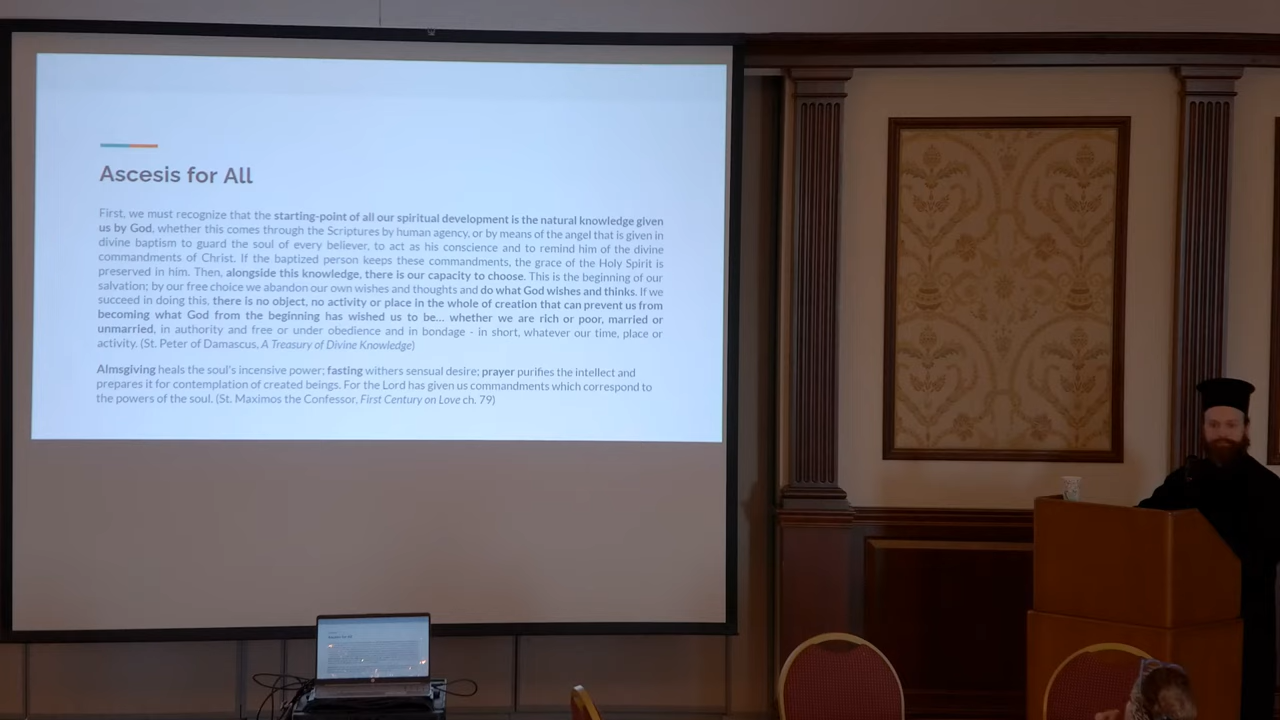 Ascesis for All
First, we must recognize that the starting-point of all our spiritual development is the natural knowledge given
us by God, whether this comes through the Scriptures by human agency, or by means of the angel that is given in
divine baptism to guard the soul of every believer, to act as his conscience and to remind him of the divine
commandments of Christ. If the baptized person keeps these commandments, the grace of the Holy Spirit is
preserved in him. Then, alongside this knowledge, there is our capacity to choose. This is the beginning of our
salvation; by our free choice we abandon our own wishes and thoughts and do what God wishes and thinks. If we
succeed in doing this, there is no object, no activity or place in the whole of creation that can prevent us from
becoming what God from the beginning has wished us to be... whether we are rich or poor, married or
unmarried, in authority and free or under obedience and in bondage - in short, whatever our time, place or
activity. (St. Peter of Damascus, A Treasury of Divine Knowledge)
Almsgiving heals the soul's incensive power; fasting withers sensual desire; prayer purifies the intellect and
prepares it for contemplation of created beings. For the Lord has given us commandments which correspond to
the powers of the soul. (St. Maximos the Confessor, First Century on Love ch. 79)